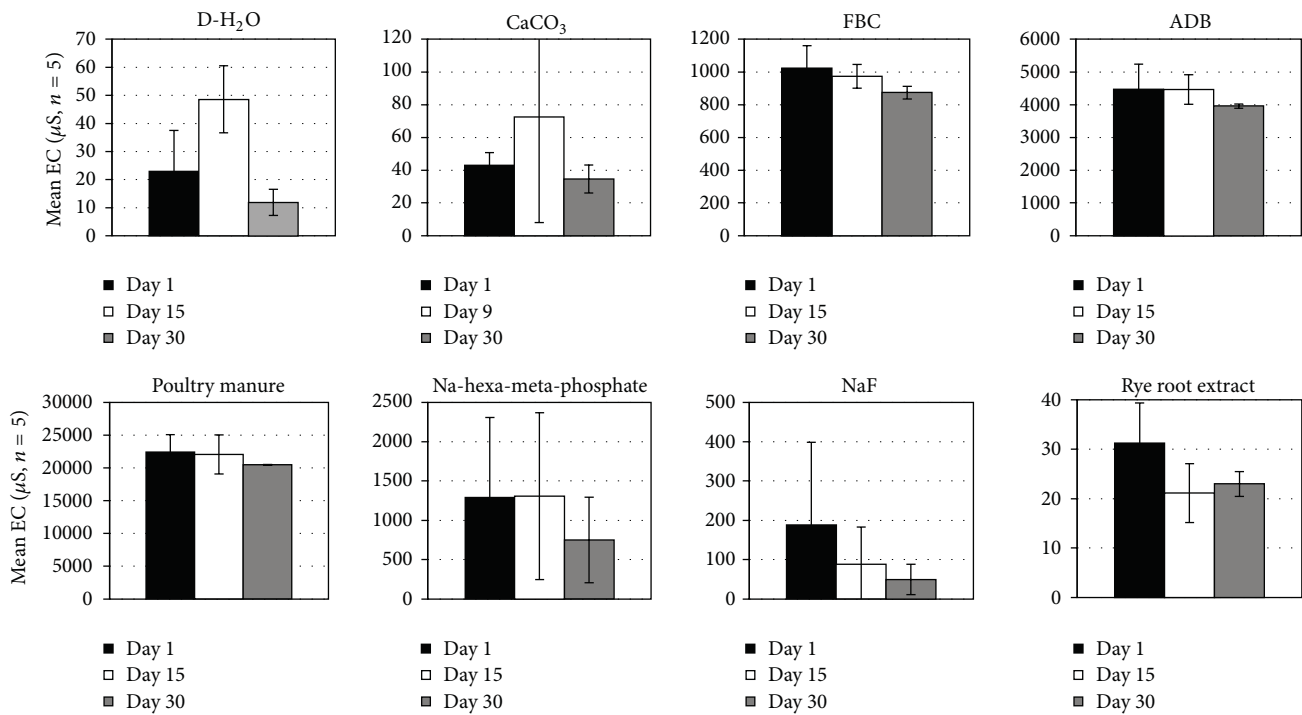 D-H₂O
CaCO₃
FBC
ADB
Mean EC (μS, n = 5)
70
60
50
40
30
20
10
0
120
100
80
60
40
20
0
1200
1000
800
600
400
200
0
6000
5000
4000
3000
2000
1000
0
Day 1
Day 15
Day 30
Day 1
Day 9
Day 30
Day 1
Day 15
Day 30
Day 1
Day 15
Day 30
Poultry manure
Na-hexa-meta-phosphate
NaF
Rye root extract
Mean EC (μS, n = 5)
30000
25000
20000
15000
10000
5000
0
2500
2000
1500
1000
500
0
500
400
300
200
100
0
40
30
20
10
0
Day 1
Day 15
Day 30
Day 1
Day 15
Day 30
Day 1
Day 15
Day 30
Day 1
Day 15
Day 30